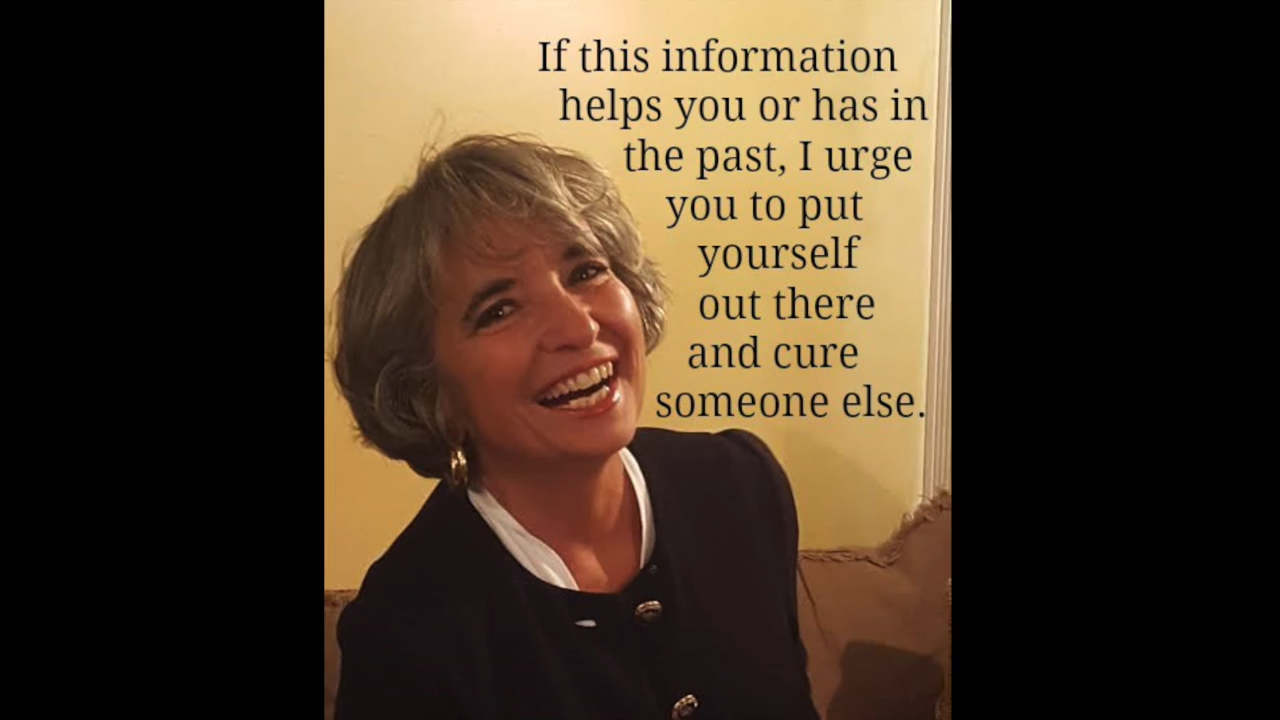 If this information
helps you or has in
the past, I urge
you to put
yourself
out there
and cure
someone else.